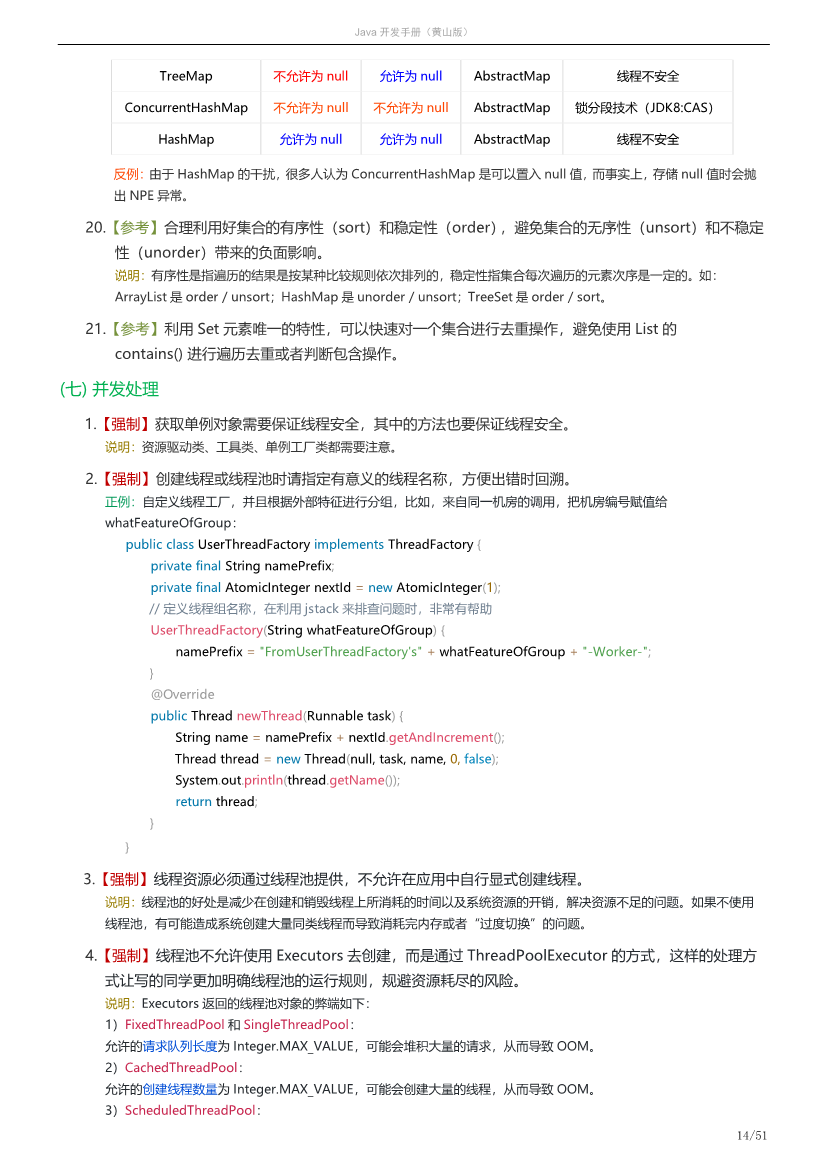 Java 开发手册（黄山版）
TreeMap 不允许为 null 允许为 null AbstractMap 线程不安全
ConcurrentHashMap 不允许为 null 不允许为 null AbstractMap 锁分段技术（JDK8:CAS）
HashMap 允许为 null 允许为 null AbstractMap 线程不安全
反例：由于 HashMap 的干扰，很多人认为 ConcurrentHashMap 是可以置入 null 值，而事实上，存储 null 值时会抛
出 NPE 异常。
20.【参考】合理利用好集合的有序性（sort）和稳定性（order），避免集合的无序性（unsort）和不稳定
性（unorder）带来的负面影响。
说明：有序性是指遍历的结果是按某种比较规则依次排列的，稳定性指集合每次遍历的元素次序是一定的。如：
ArrayList 是 order / unsort；HashMap 是 unorder / unsort；TreeSet 是 order / sort。
21.【参考】利用 Set 元素唯一的特性，可以快速对一个集合进行去重操作，避免使用 List 的
contains() 进行遍历去重或者判断包含操作。
(七) 并发处理
1.【强制】获取单例对象需要保证线程安全，其中的方法也要保证线程安全。
说明：资源驱动类、工具类、单例工厂类都需要注意。
2.【强制】创建线程或线程池时请指定有意义的线程名称，方便出错时回溯。
正例：自定义线程工厂，并且根据外部特征进行分组，比如，来自同一机房的调用，把机房编号赋值给
whatFeatureOfGroup：
public class UserThreadFactory implements ThreadFactory {
private final String namePrefix;
private final AtomicInteger nextId = new AtomicInteger(1);
// 定义线程组名称，在利用 jstack 来排查问题时，非常有帮助
UserThreadFactory(String whatFeatureOfGroup) {
namePrefix = "FromUserThreadFactory's" + whatFeatureOfGroup + "-Worker-";
}
@Override
public Thread newThread(Runnable task) {
String name = namePrefix + nextId.getAndIncrement();
Thread thread = new Thread(null, task, name, 0, false);
System.out.println(thread.getName());
return thread;
}
}
3.【强制】线程资源必须通过线程池提供，不允许在应用中自行显式创建线程。
说明：线程池的好处是减少在创建和销毁线程上所消耗的时间以及系统资源的开销，解决资源不足的问题。如果不使用
线程池，有可能造成系统创建大量同类线程而导致消耗完内存或者“过度切换”的问题。
4.【强制】线程池不允许使用 Executors 去创建，而是通过 ThreadPoolExecutor 的方式，这样的处理方
式让写的同学更加明确线程池的运行规则，规避资源耗尽的风险。
说明：Executors 返回的线程池对象的弊端如下：
1）FixedThreadPool 和 SingleThreadPool：
允许的请求队列长度为 Integer.MAX_VALUE，可能会堆积大量的请求，从而导致 OOM。
2）CachedThreadPool：
允许的创建线程数量为 Integer.MAX_VALUE，可能会创建大量的线程，从而导致 OOM。
3）ScheduledThreadPool：
14/51